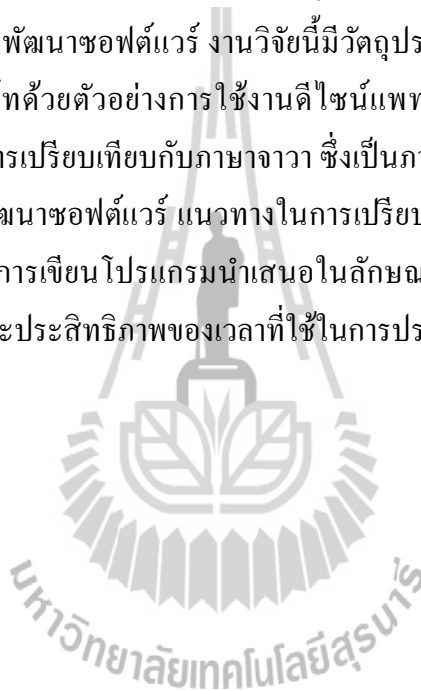 พัฒนาซอฟต์แวร์ งานวิจัยนี้มีวัตถุประ
ทด้วยตัวอย่างการใช้งานดีไซน์แพท
ารเปรียบเทียบกับภาษาจาวา ซึ่งเป็นภา
ฒนาซอฟต์แวร์ แนวทางในการเปรียบ
การเขียนโปรแกรมนำเสนอในลักษณ
ะประสิทธิภาพของเวลาที่ใช้ในการปร
มหาวิทยาลัยเทคโนโลยีสุรนารี